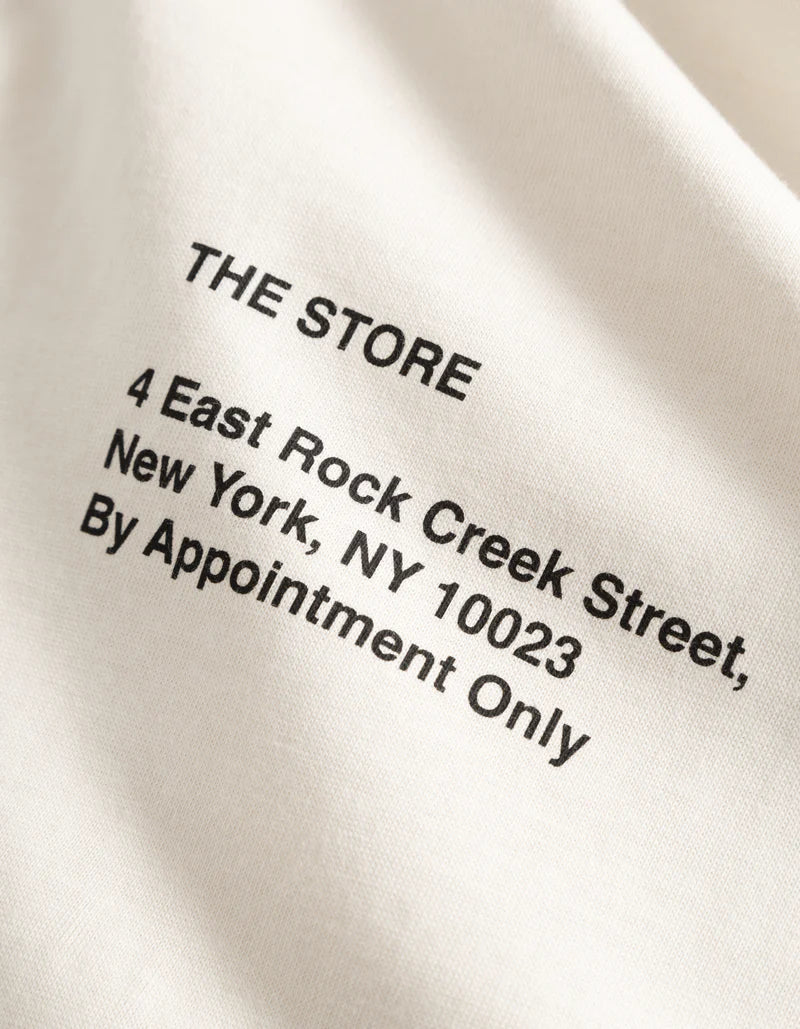 THE STORE
4 East Rock Creek Street,
New York, NY 10023
By Appointment Only